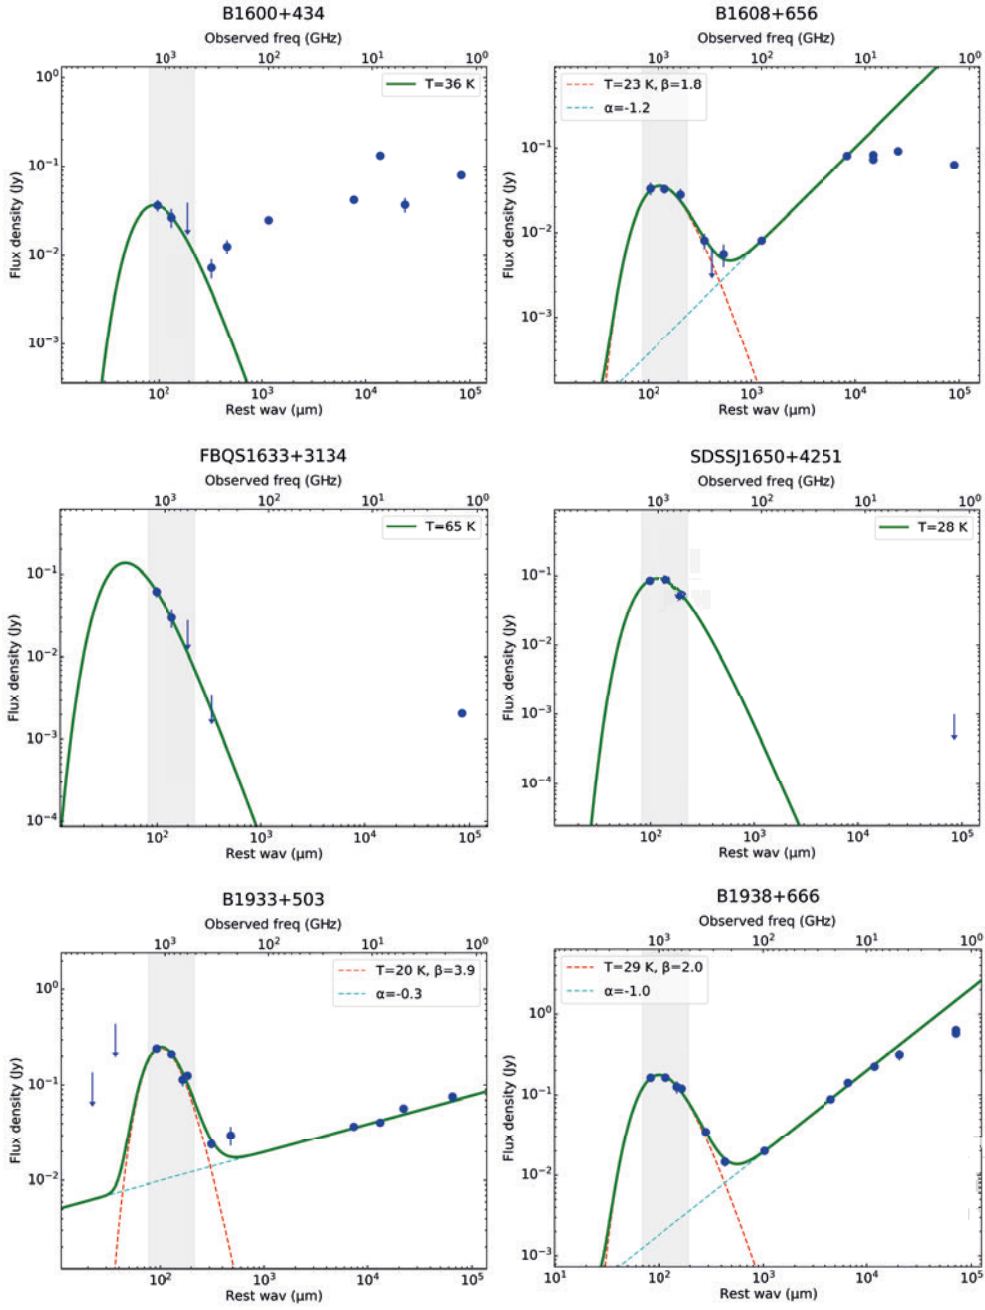 B1600+434
Observed freq (GHz)
10³ 10² 10¹ 10⁰
T=36 K
Flux density (Jy)
10⁰
10⁻¹
10⁻²
10⁻³
10² 10³ 10⁴ 10⁵
Rest wav (µm)
B1608+656
Observed freq (GHz)
10³ 10² 10¹ 10⁰
T=23 K, β=1.8
α=-1.2
Flux density (Jy)
10⁰
10⁻¹
10⁻²
10⁻³
10² 10³ 10⁴ 10⁵
Rest wav (µm)
FBQS1633+3134
Observed freq (GHz)
10³ 10² 10¹ 10⁰
T=65 K
Flux density (Jy)
10⁻¹
10⁻²
10⁻³
10⁻⁴
10² 10³ 10⁴ 10⁵
Rest wav (µm)
SDSSJ1650+4251
Observed freq (GHz)
10³ 10² 10¹ 10⁰
T=28 K
Flux density (Jy)
10⁻¹
10⁻²
10⁻³
10⁻⁴
10² 10³ 10⁴ 10⁵
Rest wav (µm)
B1933+503
Observed freq (GHz)
10³ 10² 10¹ 10⁰
T=20 K, β=3.9
α=-0.3
Flux density (Jy)
10⁰
10⁻¹
10⁻²
10² 10³ 10⁴ 10⁵
Rest wav (µm)
B1938+666
Observed freq (GHz)
10³ 10² 10¹ 10⁰
T=29 K, β=2.0
α=-1.0
Flux density (Jy)
10⁰
10⁻¹
10⁻²
10⁻³
10¹ 10² 10³ 10⁴ 10⁵
Rest wav (µm)